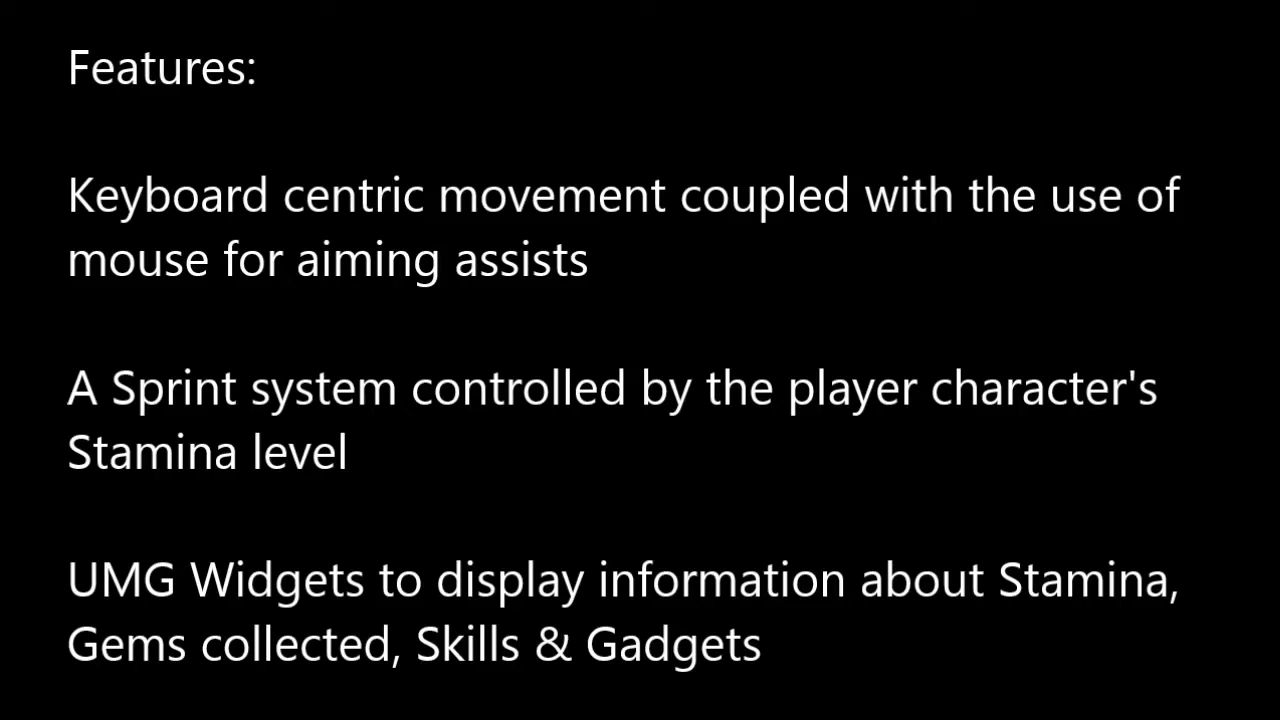 Features:
Keyboard centric movement coupled with the use of
mouse for aiming assists
A Sprint system controlled by the player character's
Stamina level
UMG Widgets to display information about Stamina,
Gems collected, Skills & Gadgets